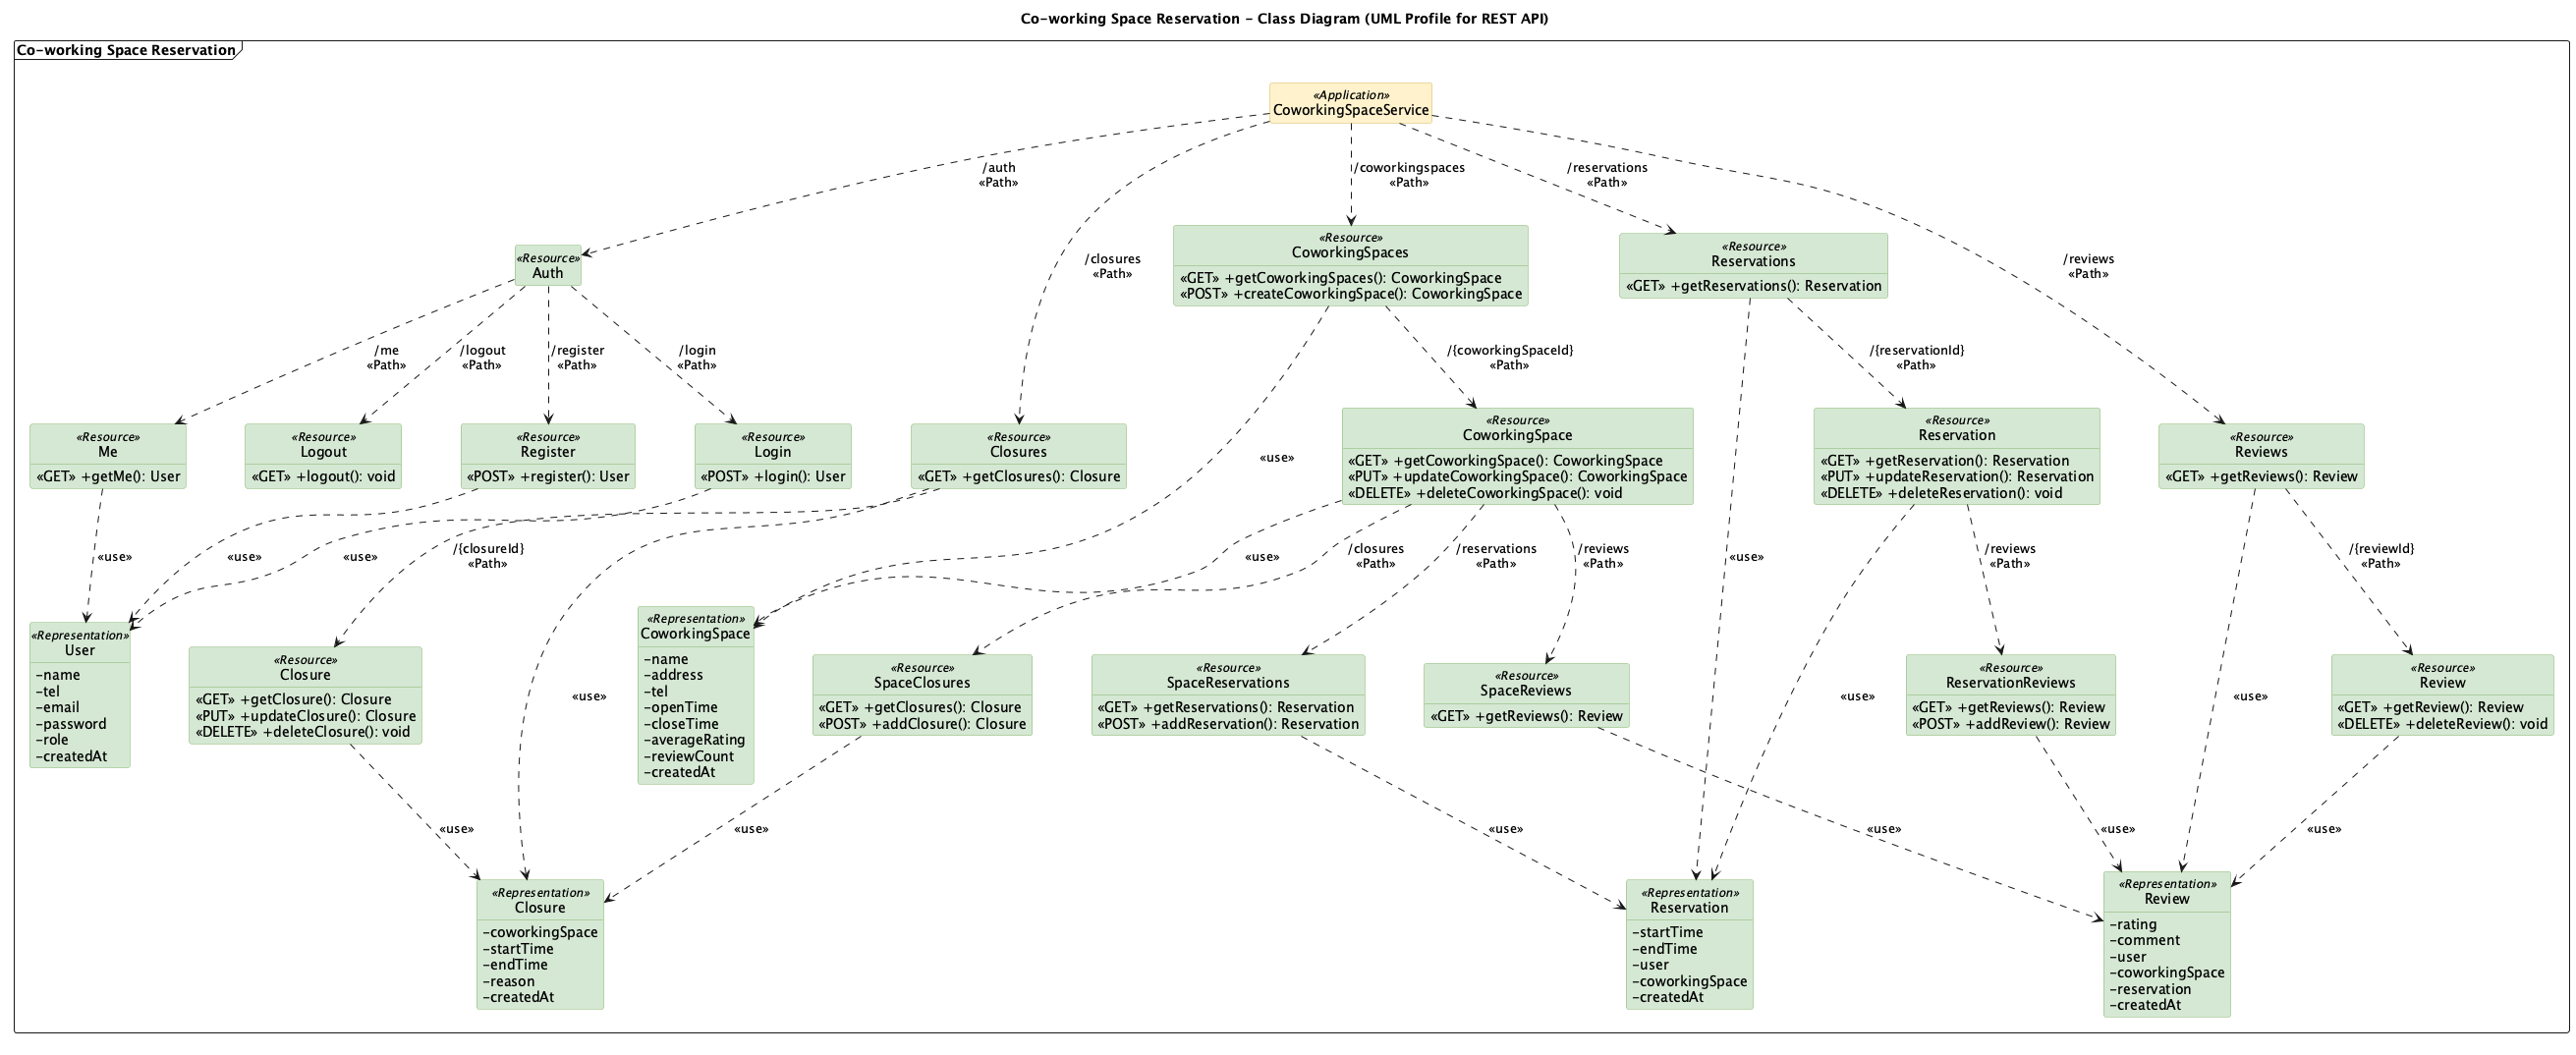 Co-working Space Reservation - Class Diagram (UML Profile for REST API)
Co-working Space Reservation
«Application»
CoworkingSpaceService
/auth
«Path»
/closures
«Path»
/coworkingspaces
«Path»
/reservations
«Path»
/reviews
«Path»
«Resource»
Auth
«Resource»
CoworkingSpaces
«GET» +getCoworkingSpaces(): CoworkingSpace
«POST» +createCoworkingSpace(): CoworkingSpace
«Resource»
Reservations
«GET» +getReservations(): Reservation
/me
«Path»
/logout
«Path»
/register
«Path»
/login
«Path»
/{coworkingSpaceId}
«Path»
/{reservationId}
«Path»
«Resource»
Me
«GET» +getMe(): User
«Resource»
Logout
«GET» +logout(): void
«Resource»
Register
«POST» +register(): User
«Resource»
Login
«POST» +login(): User
«Resource»
Closures
«GET» +getClosures(): Closure
«use»
«Resource»
CoworkingSpace
«GET» +getCoworkingSpace(): CoworkingSpace
«PUT» +updateCoworkingSpace(): CoworkingSpace
«DELETE» +deleteCoworkingSpace(): void
«Resource»
Reservation
«GET» +getReservation(): Reservation
«PUT» +updateReservation(): Reservation
«DELETE» +deleteReservation(): void
«Resource»
Reviews
«GET» +getReviews(): Review
«use»
«use»
«use»
/{closureId}
«Path»
«use»
/closures
«Path»
/reservations
«Path»
/reviews
«Path»
«use»
/reviews
«Path»
/{reviewId}
«Path»
«Representation»
User
-name
-tel
-email
-password
-role
-createdAt
«Resource»
Closure
«GET» +getClosure(): Closure
«PUT» +updateClosure(): Closure
«DELETE» +deleteClosure(): void
«use»
«Representation»
CoworkingSpace
-name
-address
-tel
-openTime
-closeTime
-averageRating
-reviewCount
-createdAt
«Resource»
SpaceClosures
«GET» +getClosures(): Closure
«POST» +addClosure(): Closure
«Resource»
SpaceReservations
«GET» +getReservations(): Reservation
«POST» +addReservation(): Reservation
«Resource»
SpaceReviews
«GET» +getReviews(): Review
«use»
«Resource»
ReservationReviews
«GET» +getReviews(): Review
«POST» +addReview(): Review
«use»
«Resource»
Review
«GET» +getReview(): Review
«DELETE» +deleteReview(): void
«use»
«use»
«use»
«use»
«use»
«use»
«Representation»
Closure
-coworkingSpace
-startTime
-endTime
-reason
-createdAt
«Representation»
Reservation
-startTime
-endTime
-user
-coworkingSpace
-createdAt
«Representation»
Review
-rating
-comment
-user
-coworkingSpace
-reservation
-createdAt